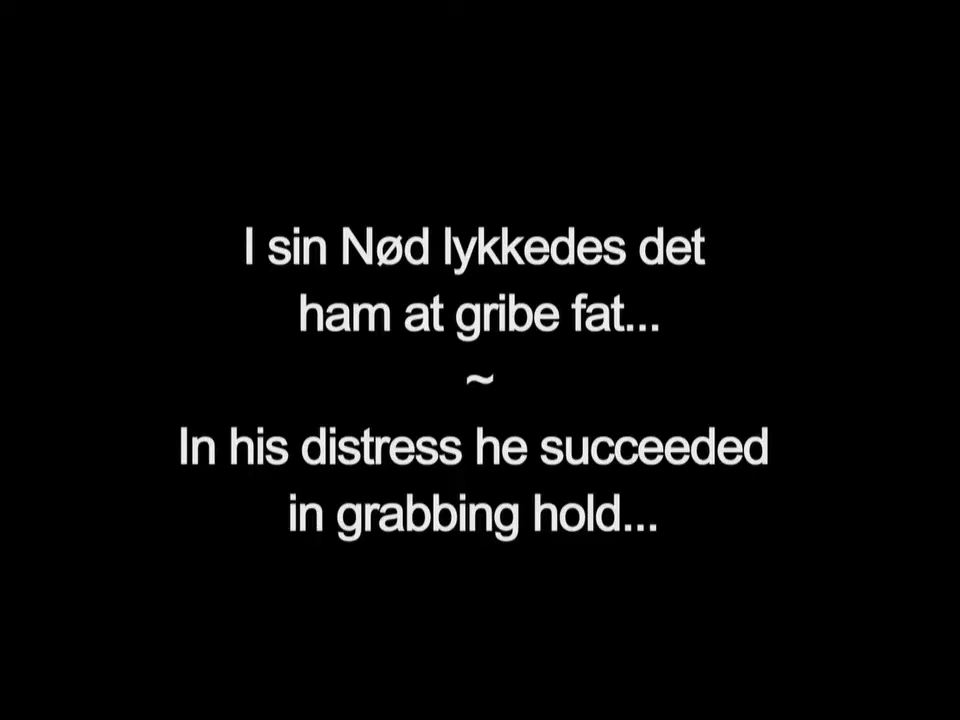 I sin Nød lykkedes det
ham at gribe fat...
~
In his distress he succeeded
in grabbing hold...